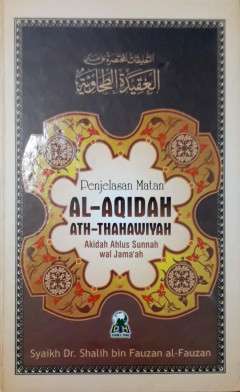 التعليقات المختصرة على متن
العقيدة الطحاوية
Penjelasan Matan
AL-AQIDAH
ATH-THAHAWIYAH
Akidah Ahlus Sunnah
wal Jama'ah
Syaikh Dr. Shalih bin Fauzan al-Fauzan